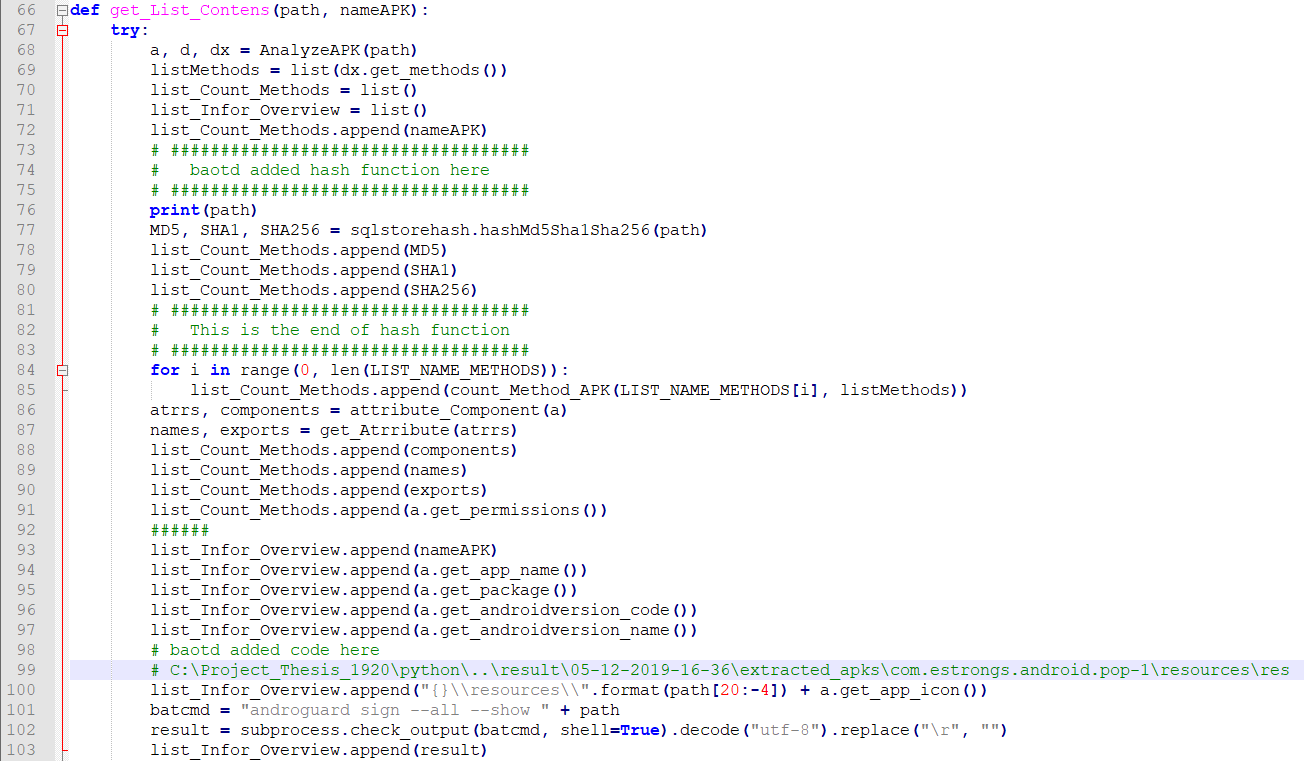 66 def get_List_Contens(path, nameAPK):
67     try:
68         a, d, dx = AnalyzeAPK(path)
69         listMethods = list(dx.get_methods())
70         list_Count_Methods = list()
71         list_Infor_Overview = list()
72         list_Count_Methods.append(nameAPK)
73         # ####################################
74         #   baotd added hash function here
75         # ####################################
76         print(path)
77         MD5, SHA1, SHA256 = sqlstorehash.hashMd5Sha1Sha256(path)
78         list_Count_Methods.append(MD5)
79         list_Count_Methods.append(SHA1)
80         list_Count_Methods.append(SHA256)
81         # ####################################
82         #   This is the end of hash function
83         # ####################################
84         for i in range(0, len(LIST_NAME_METHODS)):
85             list_Count_Methods.append(count_Method_APK(LIST_NAME_METHODS[i], listMethods))
86         atrrs, components = attribute_Component(a)
87         names, exports = get_Atrribute(atrrs)
88         list_Count_Methods.append(components)
89         list_Count_Methods.append(names)
90         list_Count_Methods.append(exports)
91         list_Count_Methods.append(a.get_permissions())
92         ######
93         list_Infor_Overview.append(nameAPK)
94         list_Infor_Overview.append(a.get_app_name())
95         list_Infor_Overview.append(a.get_package())
96         list_Infor_Overview.append(a.get_androidversion_code())
97         list_Infor_Overview.append(a.get_androidversion_name())
98         # baotd added code here
99         # C:\Project_Thesis_1920\python\..\result\05-12-2019-16-36\extracted_apks\com.estrongs.android.pop-1\resources\res
100         list_Infor_Overview.append("{}\\resources\\".format(path[20:-4]) + a.get_app_icon())
101         batcmd = "androguard sign --all --show " + path
102         result = subprocess.check_output(batcmd, shell=True).decode("utf-8").replace("\r", "")
103         list_Infor_Overview.append(result)